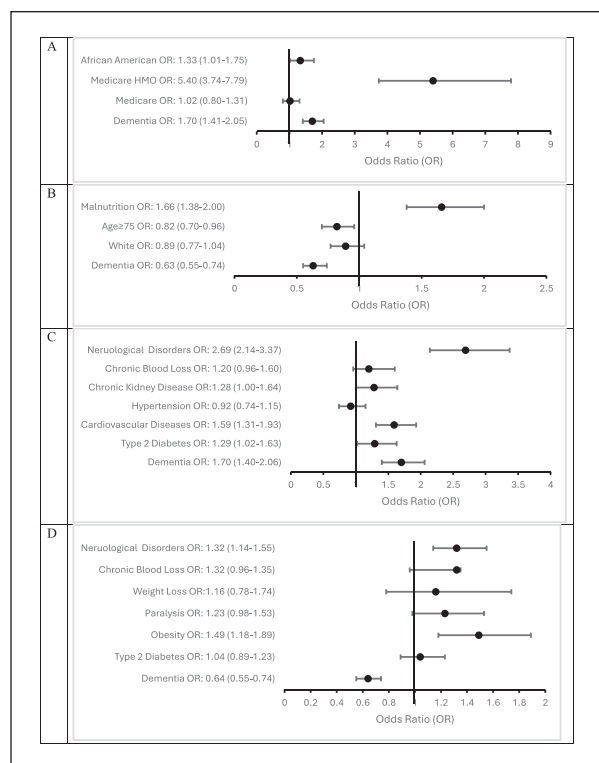 A
African American OR: 1.33 (1.01-1.75)
Medicare HMO OR: 5.40 (3.74-7.79)
Medicare OR: 1.02 (0.80-1.31)
Dementia OR: 1.70 (1.41-2.05)
0 1 2 3 4 5 6 7 8 9
Odds Ratio (OR)
B
Malnutrition OR: 1.66 (1.38-2.00)
Age≥75 OR: 0.82 (0.70-0.96)
White OR: 0.89 (0.77-1.04)
Dementia OR: 0.63 (0.55-0.74)
0 0.5 1 1.5 2 2.5
Odds Ratio (OR)
C
Neruological Disorders OR: 2.69 (2.14-3.37)
Chronic Blood Loss OR: 1.20 (0.96-1.60)
Chronic Kidney Disease OR:1.28 (1.00-1.64)
Hypertension OR: 0.92 (0.74-1.15)
Cardiovascular Diseases OR: 1.59 (1.31-1.93)
Type 2 Diabetes OR: 1.29 (1.02-1.63)
Dementia OR: 1.70 (1.40-2.06)
0 0.5 1 1.5 2 2.5 3 3.5 4
Odds Ratio (OR)
D
Neruological Disorders OR: 1.32 (1.14-1.55)
Chronic Blood Loss OR: 1.32 (0.96-1.35)
Weight Loss OR:1.16 (0.78-1.74)
Paralysis OR: 1.23 (0.98-1.53)
Obesity OR: 1.49 (1.18-1.89)
Type 2 Diabetes OR: 1.04 (0.89-1.23)
Dementia OR: 0.64 (0.55-0.74)
0.4 0.6 0.8 1 1.2 1.4 1.6 1.8 2
Odds Ratio (OR)